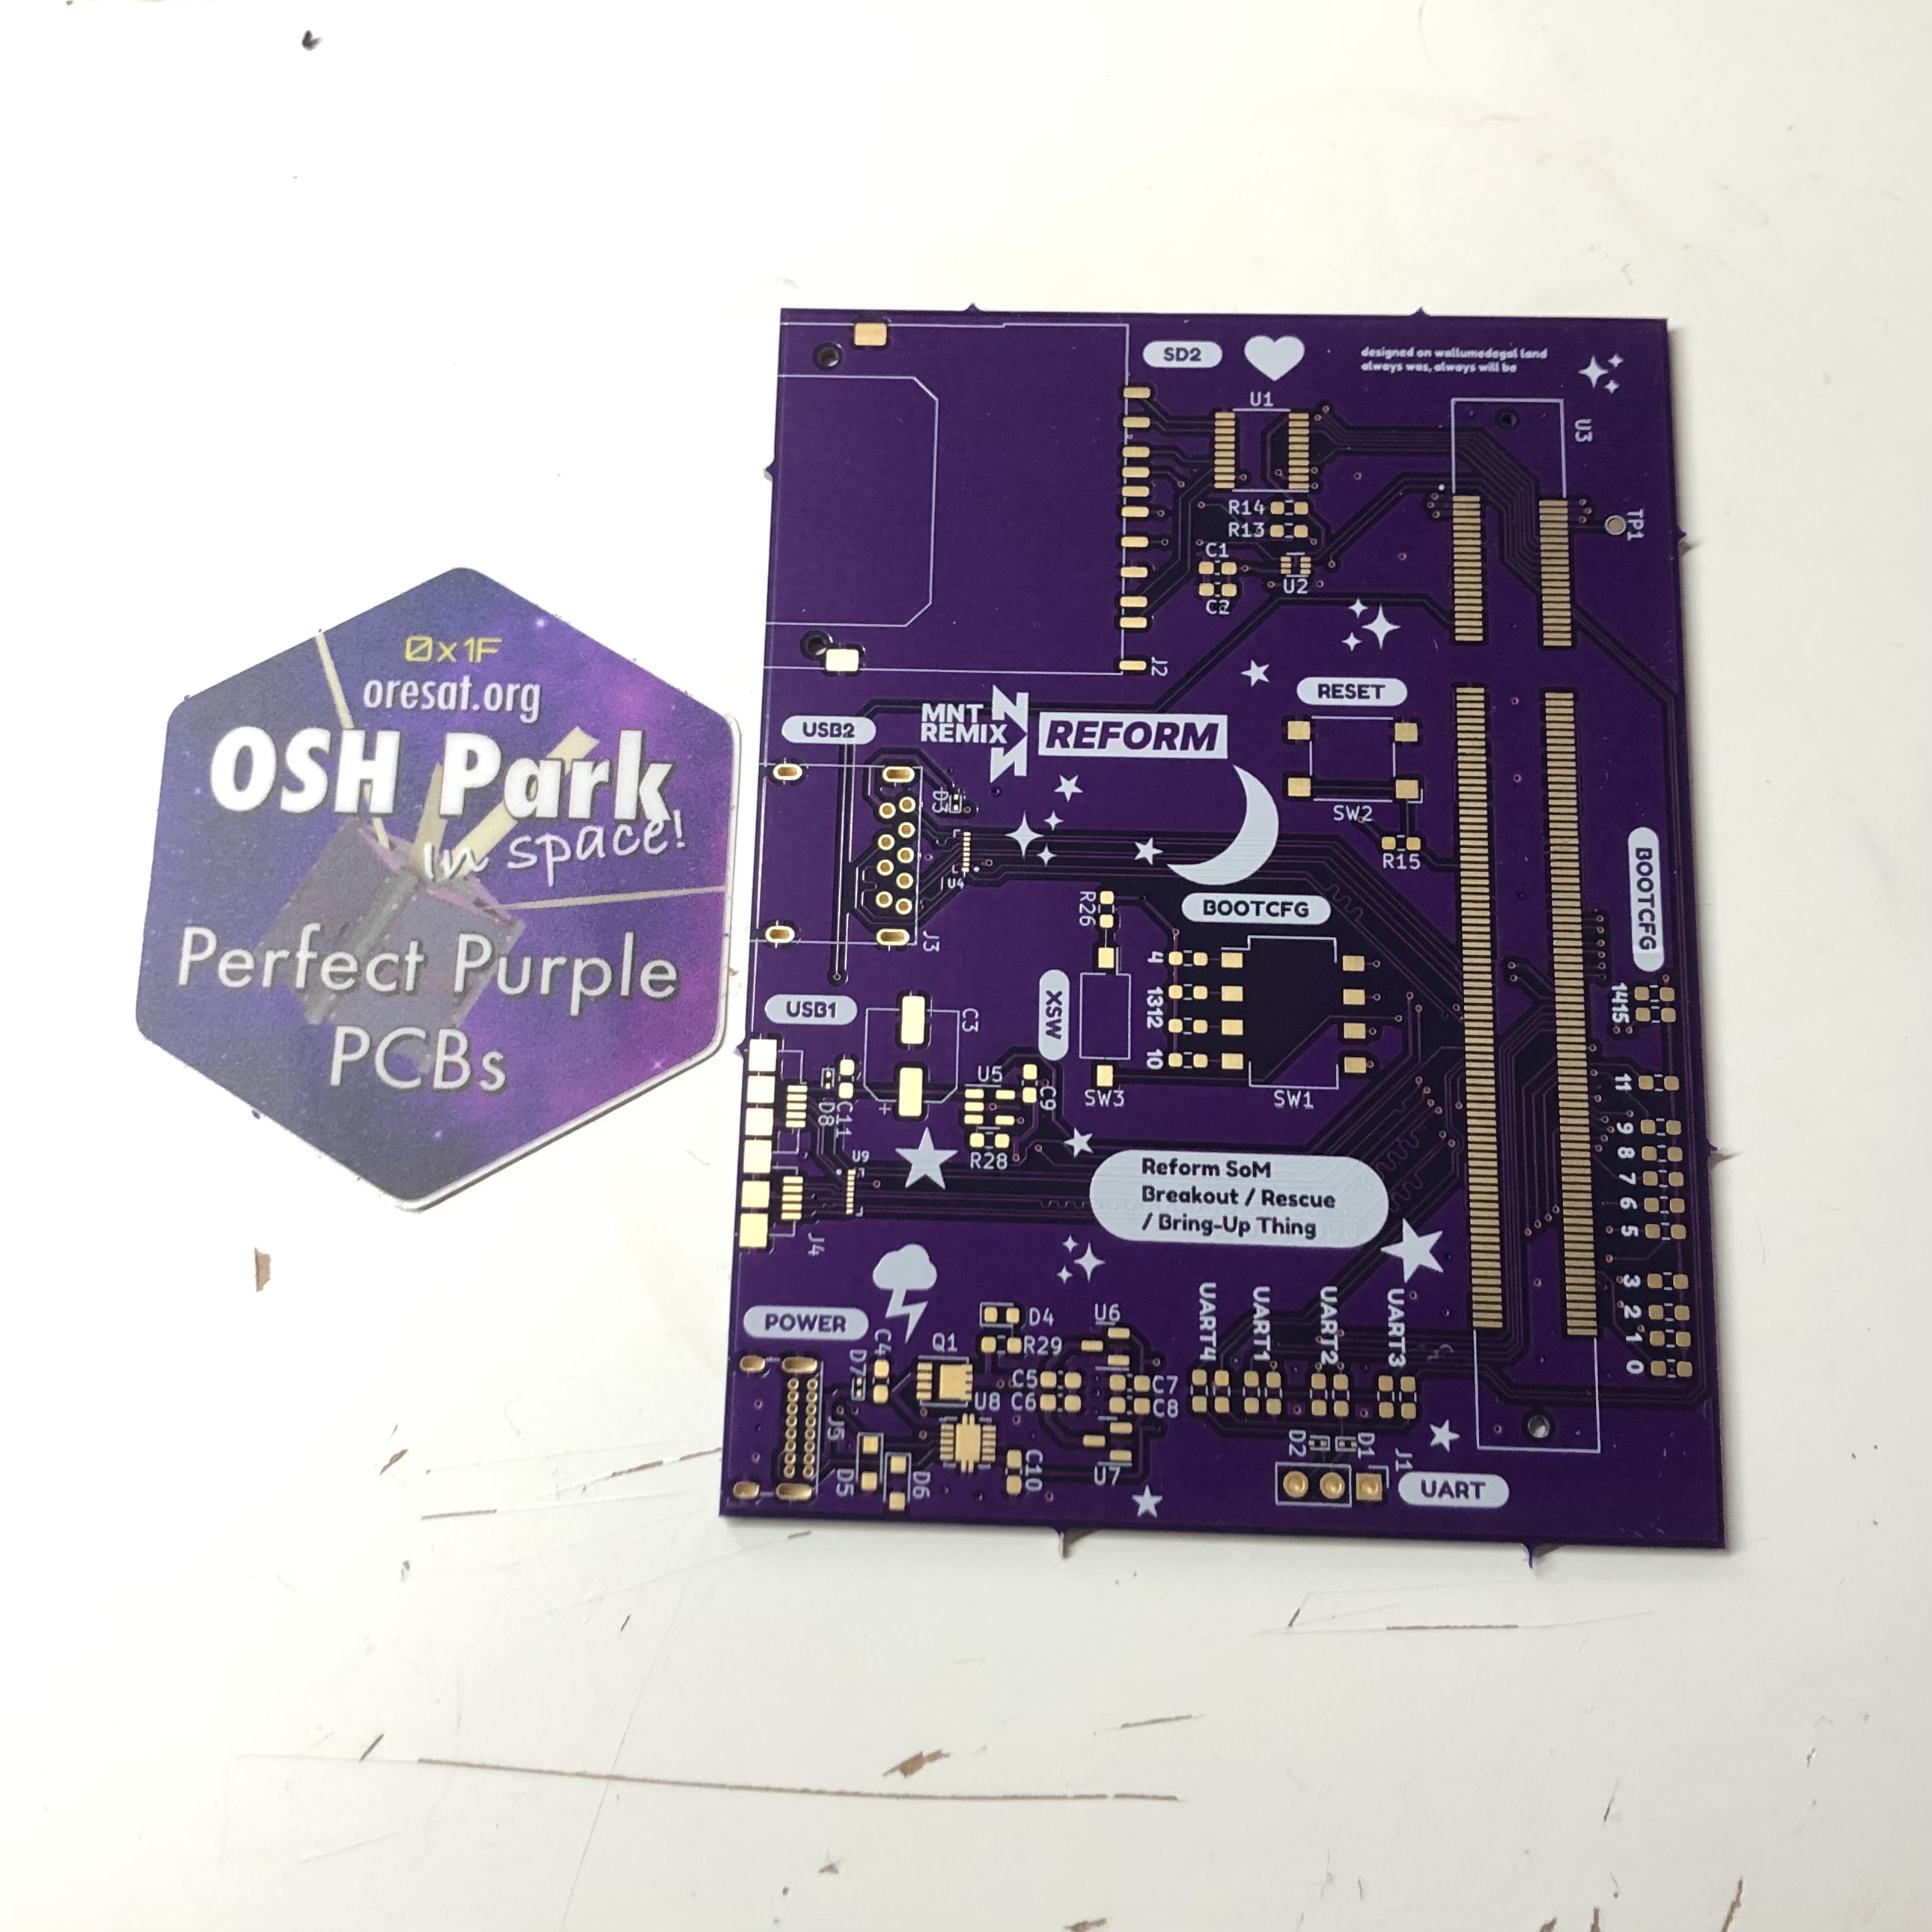 0x1F
oresat.org
OSH Park
in space!
Perfect Purple
PCBs
SD2
designed on wallumedegal land
always was, always will be
U1
U3
R14
R13
TP1
C1
U2
C2
J2
RESET
MNT
REMIX
REFORM
USB2
D3
SW2
R15
U4
BOOTCFG
R26
BOOTCFG
J3
4
XSW
1312
10
1415
USB1
C3
+
U5
C9
SW3
SW1
11
D8
C11
9
R28
8
U9
7
6
5
Reform SoM
Breakout / Rescue
/ Bring-Up Thing
J4
3
2
1
0
POWER
D4
U6
UART4
UART1
UART2
UART3
C4
Q1
R29
D7
C5
C7
U8
C6
C8
J5
D5
D6
C10
U7
D2
D1
J1
UART